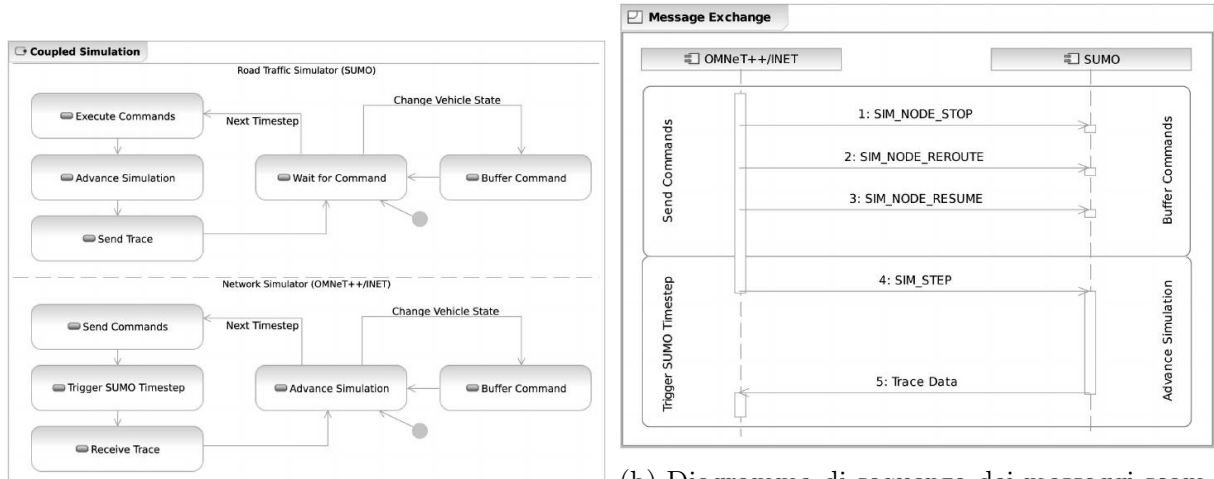 Coupled Simulation
Road Traffic Simulator (SUMO)
Execute Commands
Next Timestep
Change Vehicle State
Advance Simulation
Wait for Command
Buffer Command
Send Trace
Network Simulator (OMNeT++/INET)
Send Commands
Next Timestep
Change Vehicle State
Trigger SUMO Timestep
Advance Simulation
Buffer Command
Receive Trace
Message Exchange
OMNeT++/INET
SUMO
Send Commands
1: SIM_NODE_STOP
2: SIM_NODE_REROUTE
3: SIM_NODE_RESUME
Buffer Commands
Trigger SUMO Timestep
4: SIM_STEP
5: Trace Data
Advance Simulation
(b) Diagramma di sequenza dei messaggi scam-